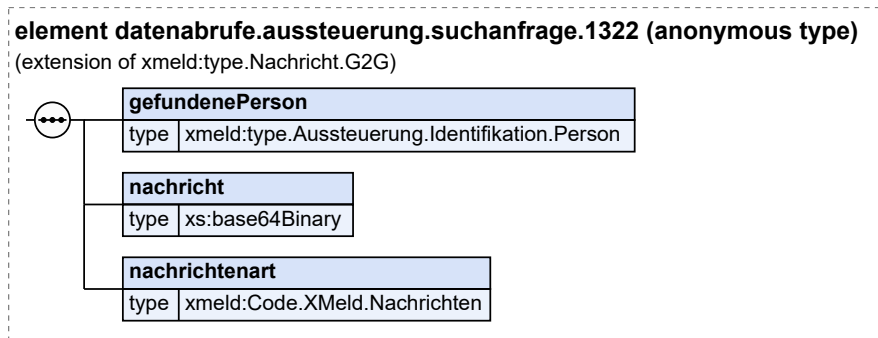 element datenabrufe.aussteuerung.suchanfrage.1322 (anonymous type)
(extension of xmeld:type.Nachricht.G2G)
gefundenePerson
type xmeld:type.Aussteuerung.Identifikation.Person
nachricht
type xs:base64Binary
nachrichtenart
type xmeld:Code.XMeld.Nachrichten